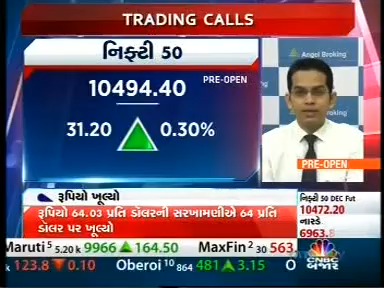 TRADING CALLS
નિફ્ટી 50
10494.40
PRE-OPEN
31.20 0.30%
Angel Broking
PRE-OPEN
રૂપિયો ખૂલ્યો
રૂપિયો 64.03 પ્રતિ ડૉલરની સરખામણીએ 64 પ્રતિ
ડૉલર પર ખૂલ્યો
નિફ્ટી 50 DEC Fut
10472.20
નારડે
6963.8
Maruti 5 5.20 k 9966 164.50 MaxFin 2 30 563.
k 123.8 0.10 Oberoi 10 864 481 3.15 O
CNBC
બજાર